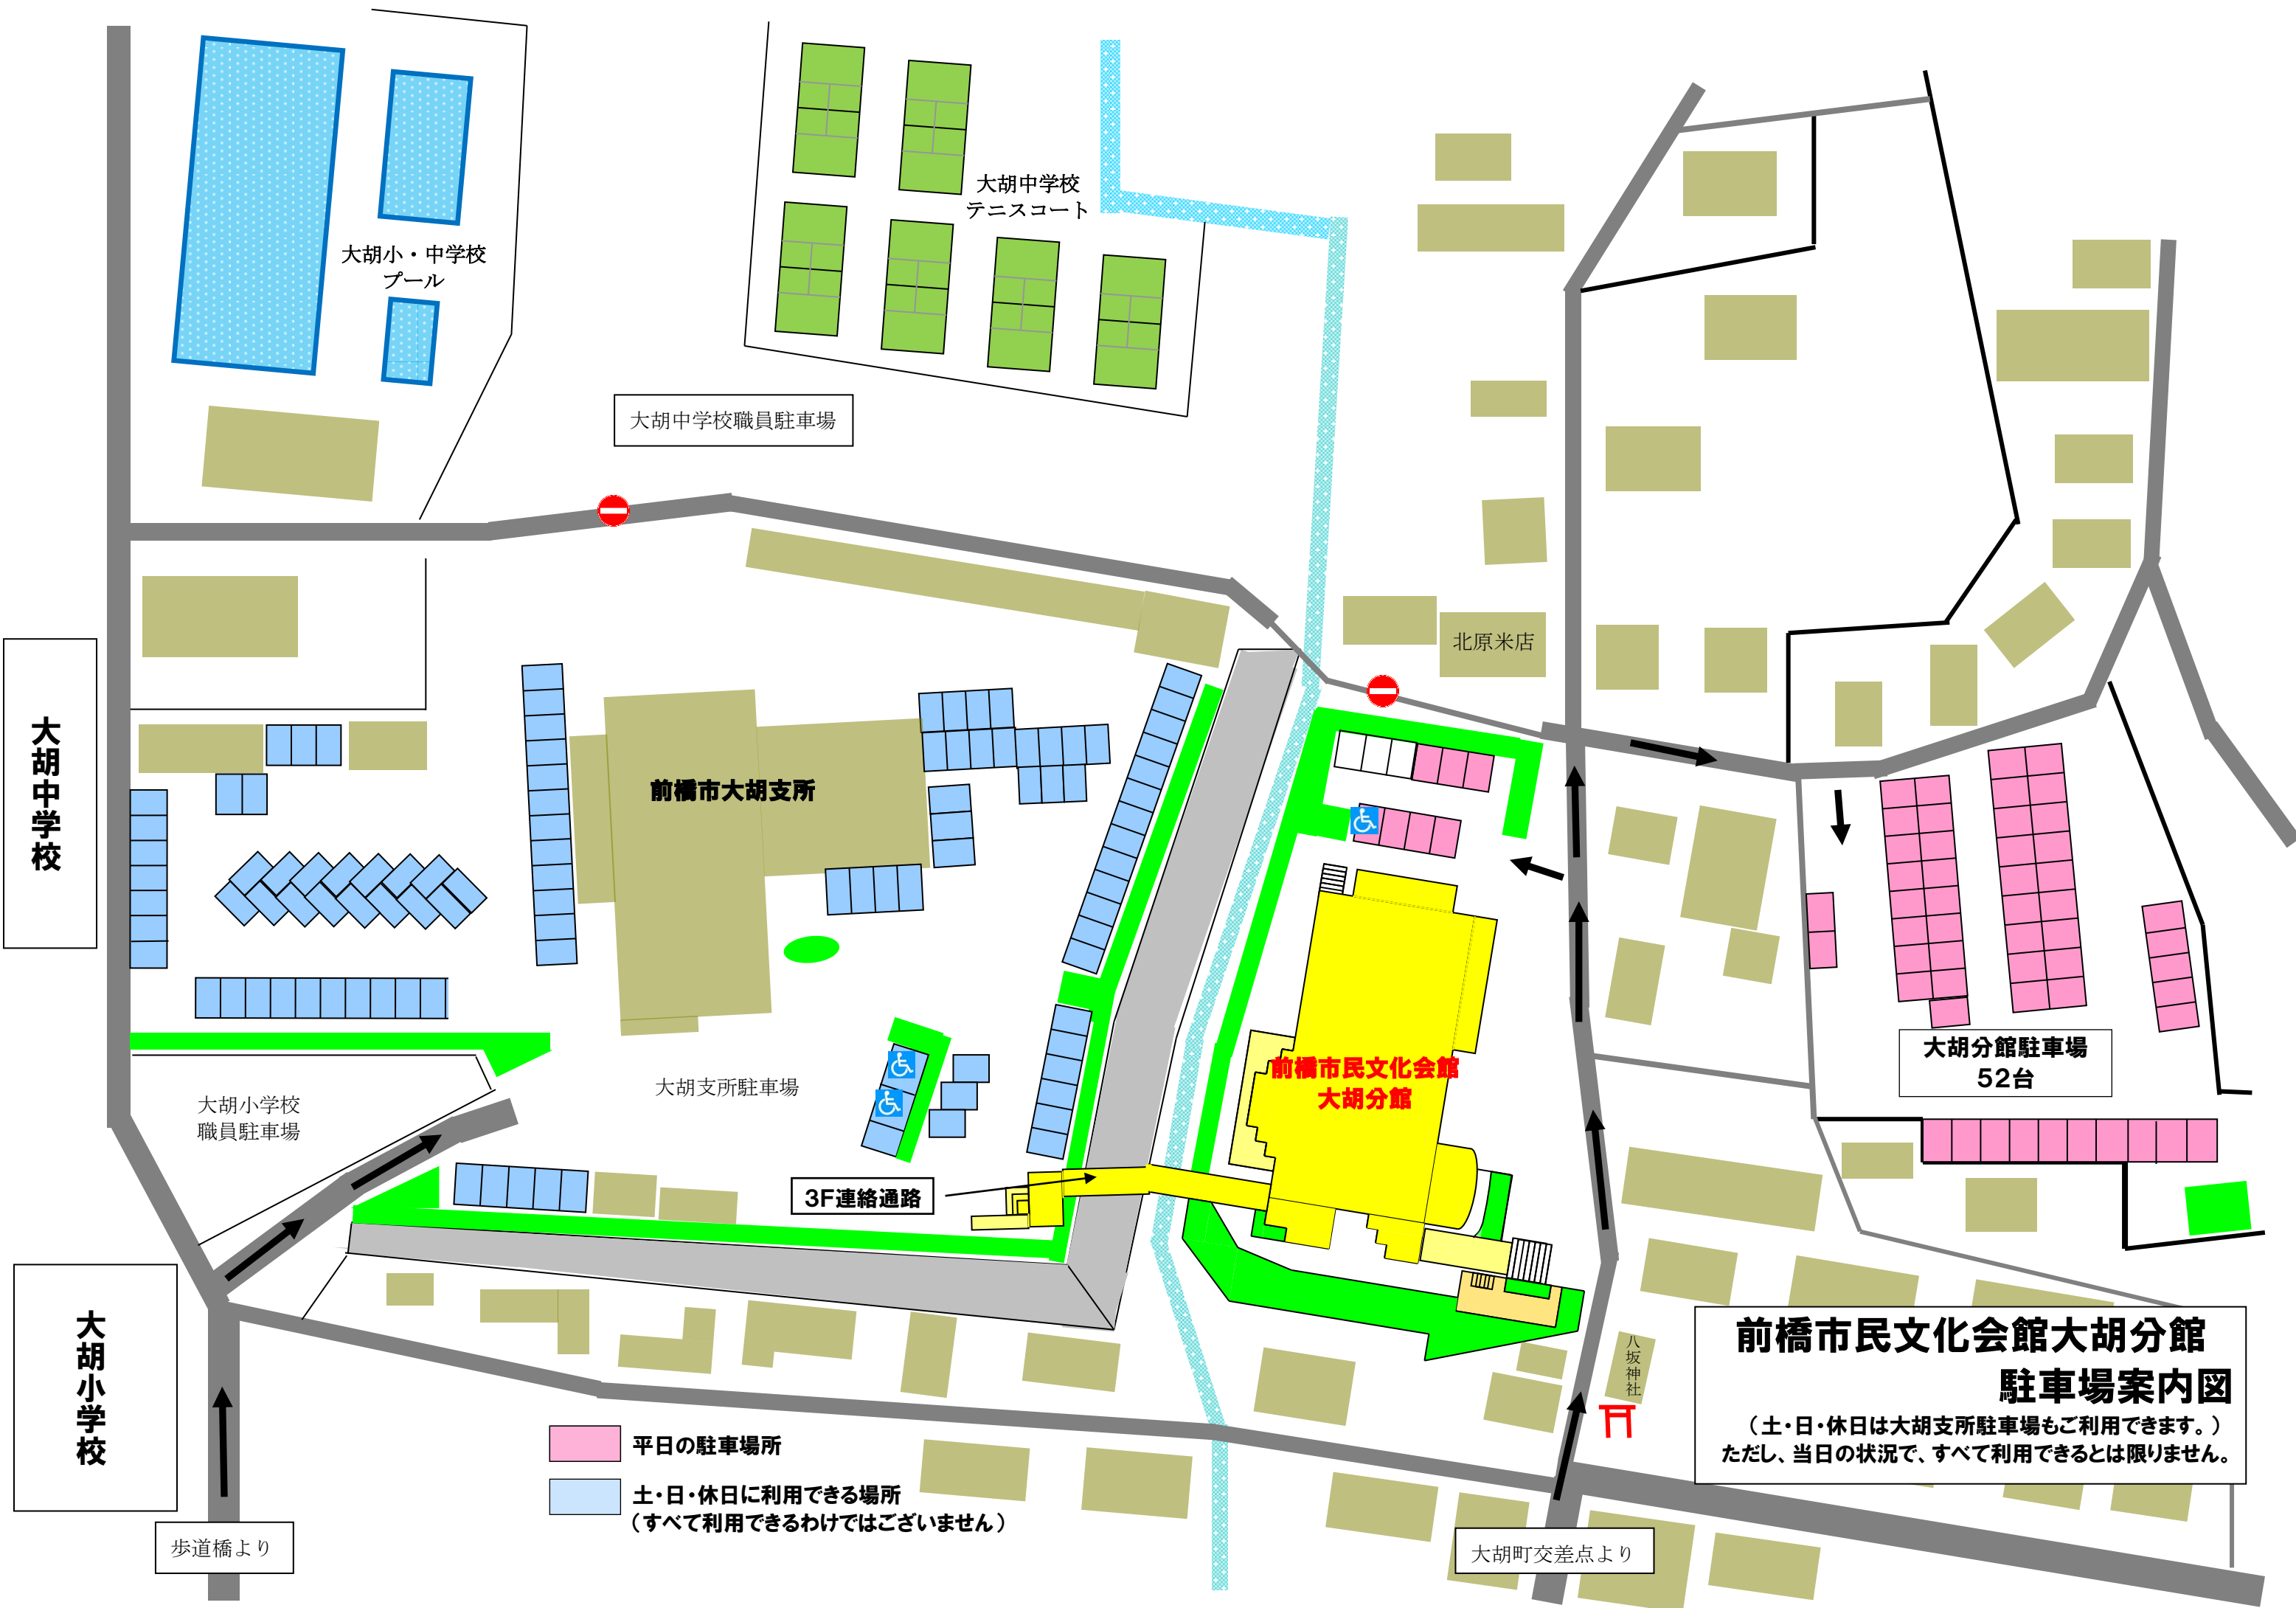 大胡中学校
テニスコート
大胡小・中学校
プール
大胡中学校職員駐車場
北原米店
大胡中学校
前橋市大胡支所
大胡分館駐車場
52台
前橋市民文化会館
大胡分館
大胡支所駐車場
大胡小学校
職員駐車場
3F連絡通路
大胡小学校
八坂神社
前橋市民文化会館大胡分館
駐車場案内図
（土・日・休日は大胡支所駐車場もご利用できます。）
ただし、当日の状況で、すべて利用できるとは限りません。
平日の駐車場所
土・日・休日に利用できる場所
（すべて利用できるわけではございません）
歩道橋より
大胡町交差点より